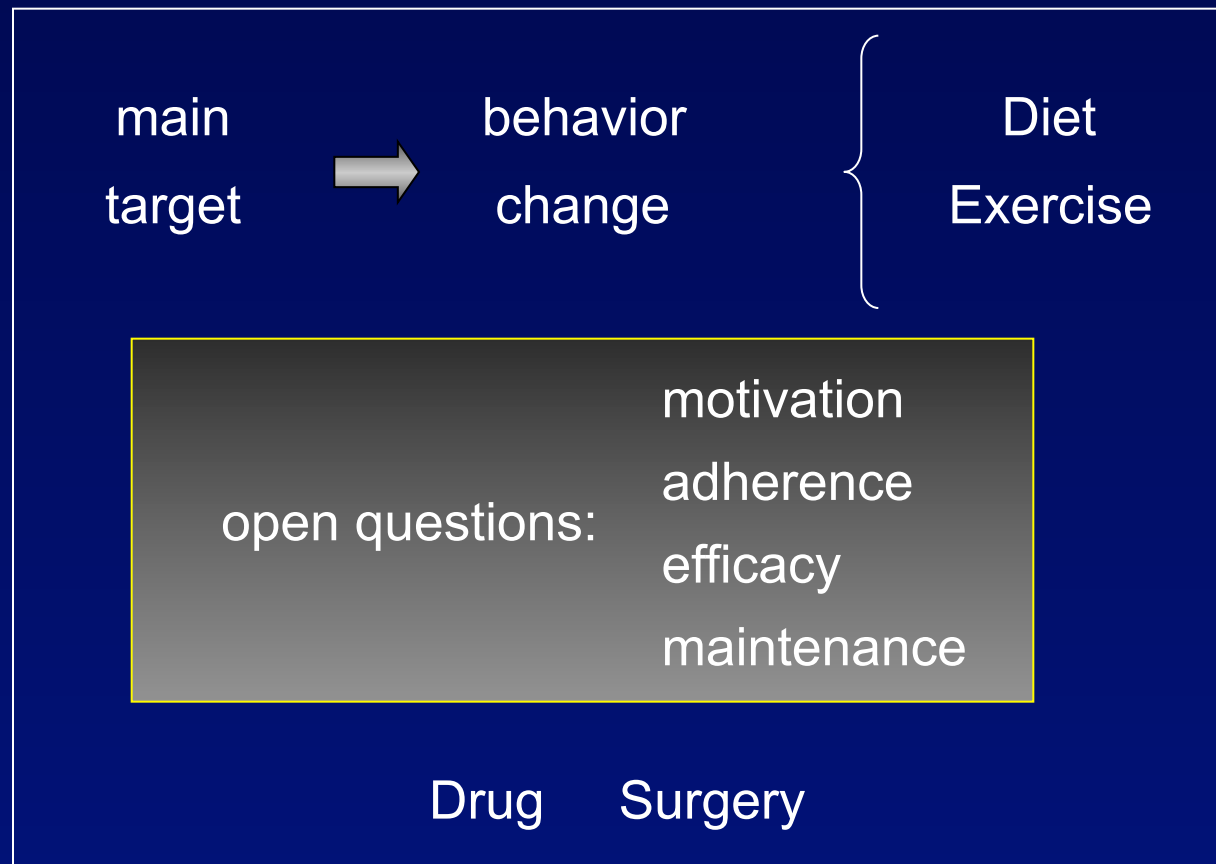 main target
behavior change
Diet
Exercise
open questions:
motivation
adherence
efficacy
maintenance
Drug Surgery